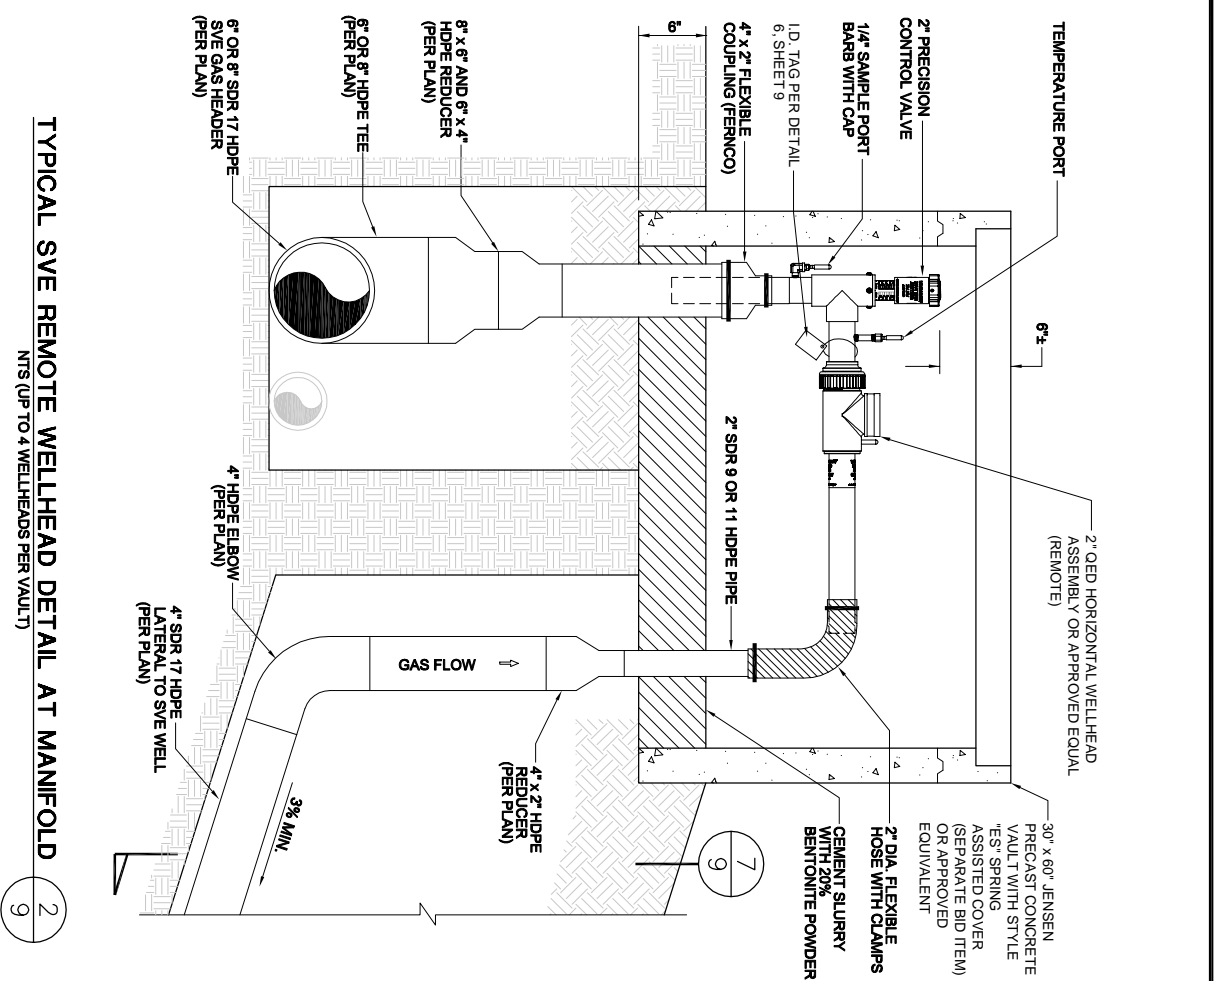 TEMPERATURE PORT
2" PRECISION
CONTROL VALVE
1/4" SAMPLE PORT
BARB WITH CAP
I.D. TAG PER DETAIL
6, SHEET 9
4" x 2" FLEXIBLE
COUPLING (FERNCO)
6"
8" x 6" AND 6" x 4"
HDPE REDUCER
(PER PLAN)
6" OR 8" HDPE TEE
(PER PLAN)
6" OR 8" SDR 17 HDPE
SVE GAS HEADER
(PER PLAN)
6"±
2" QED HORIZONTAL WELLHEAD
ASSEMBLY OR APPROVED EQUAL
(REMOTE)
2" SDR 9 OR 11 HDPE PIPE
4" HDPE ELBOW
(PER PLAN)
4" SDR 17 HDPE
LATERAL TO SVE WELL
(PER PLAN)
GAS FLOW
3% MIN.
4" x 2" HDPE
REDUCER
(PER PLAN)
30" x 60" JENSEN
PRECAST CONCRETE
VAULT WITH STYLE
"ES" SPRING
ASSISTED COVER
(SEPARATE BID ITEM)
OR APPROVED
EQUIVALENT
2" DIA. FLEXIBLE
HOSE WITH CLAMPS
CEMENT SLURRY
WITH 20%
BENTONITE POWDER
7
9
TYPICAL SVE REMOTE WELLHEAD DETAIL AT MANIFOLD
NTS (UP TO 4 WELLHEADS PER VAULT)
2
9